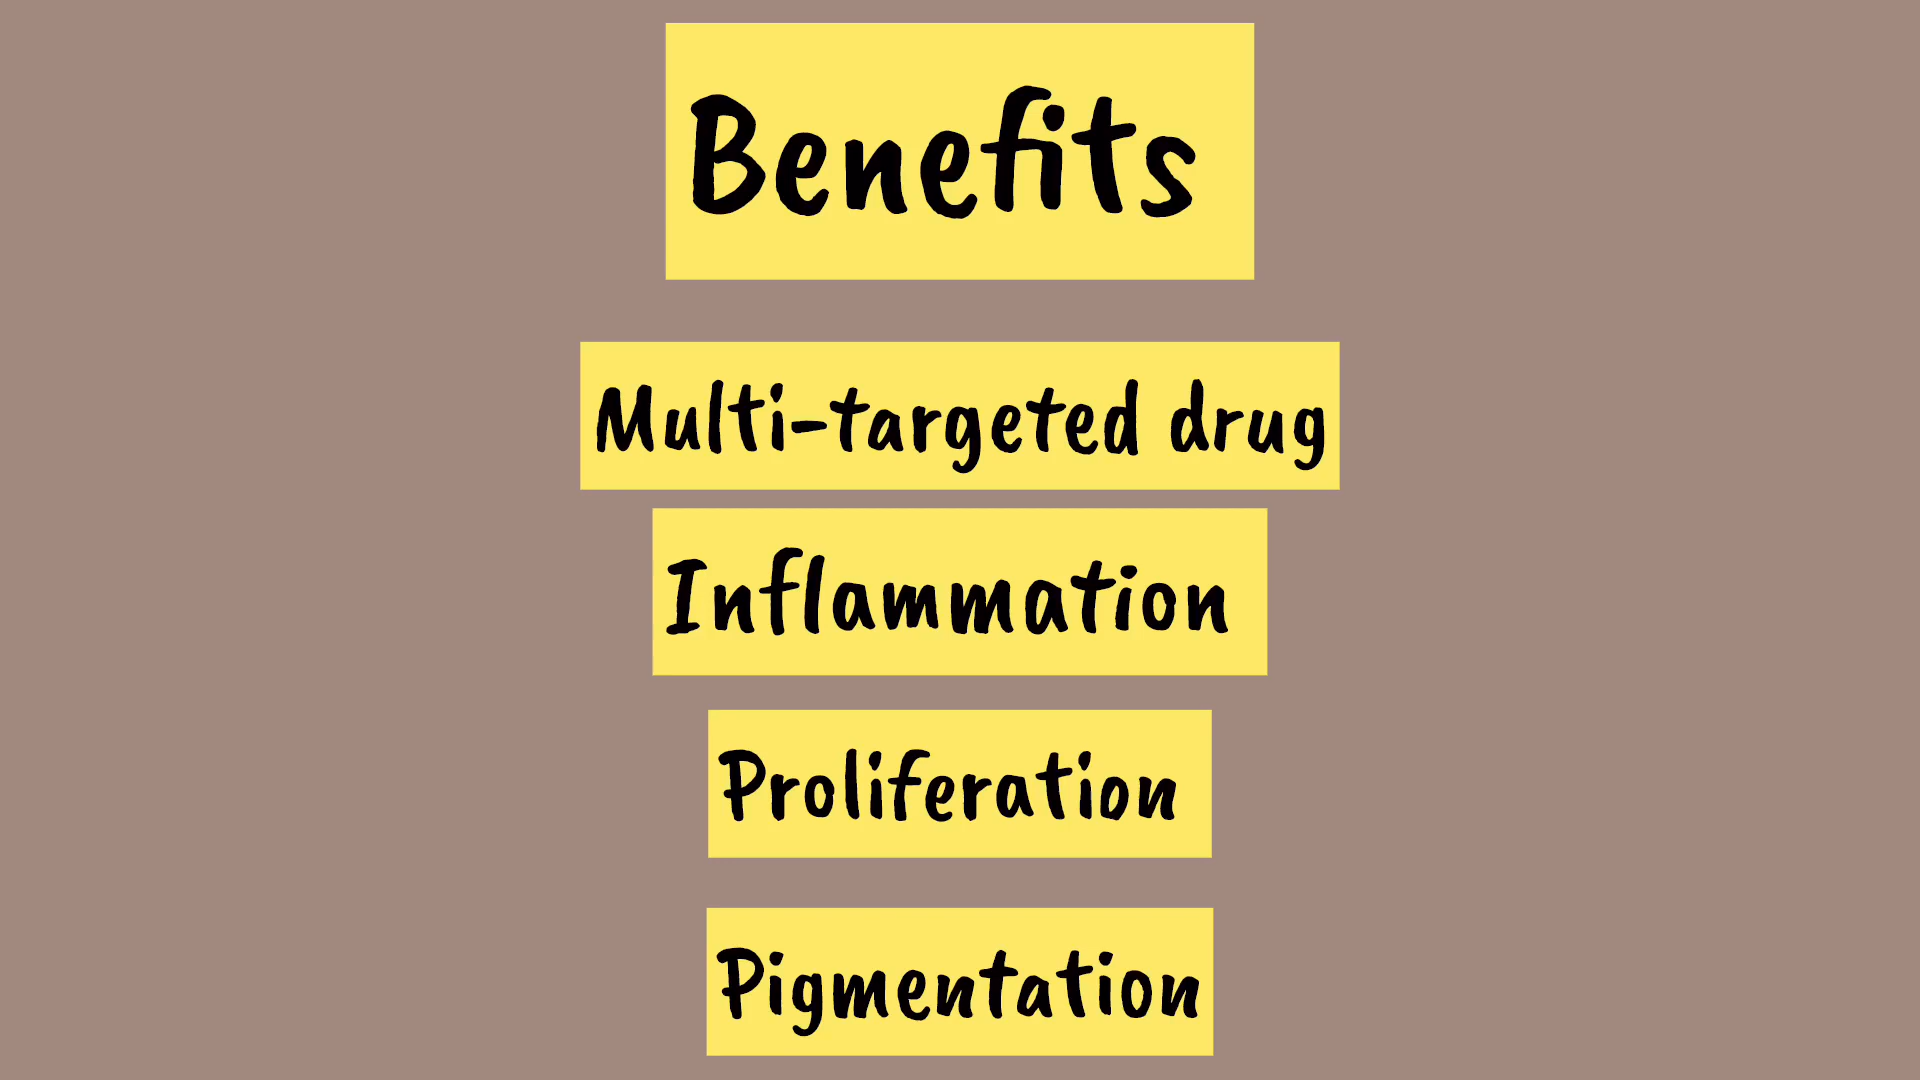 Benefits
Multi-targeted drug
Inflammation
Proliferation
Pigmentation